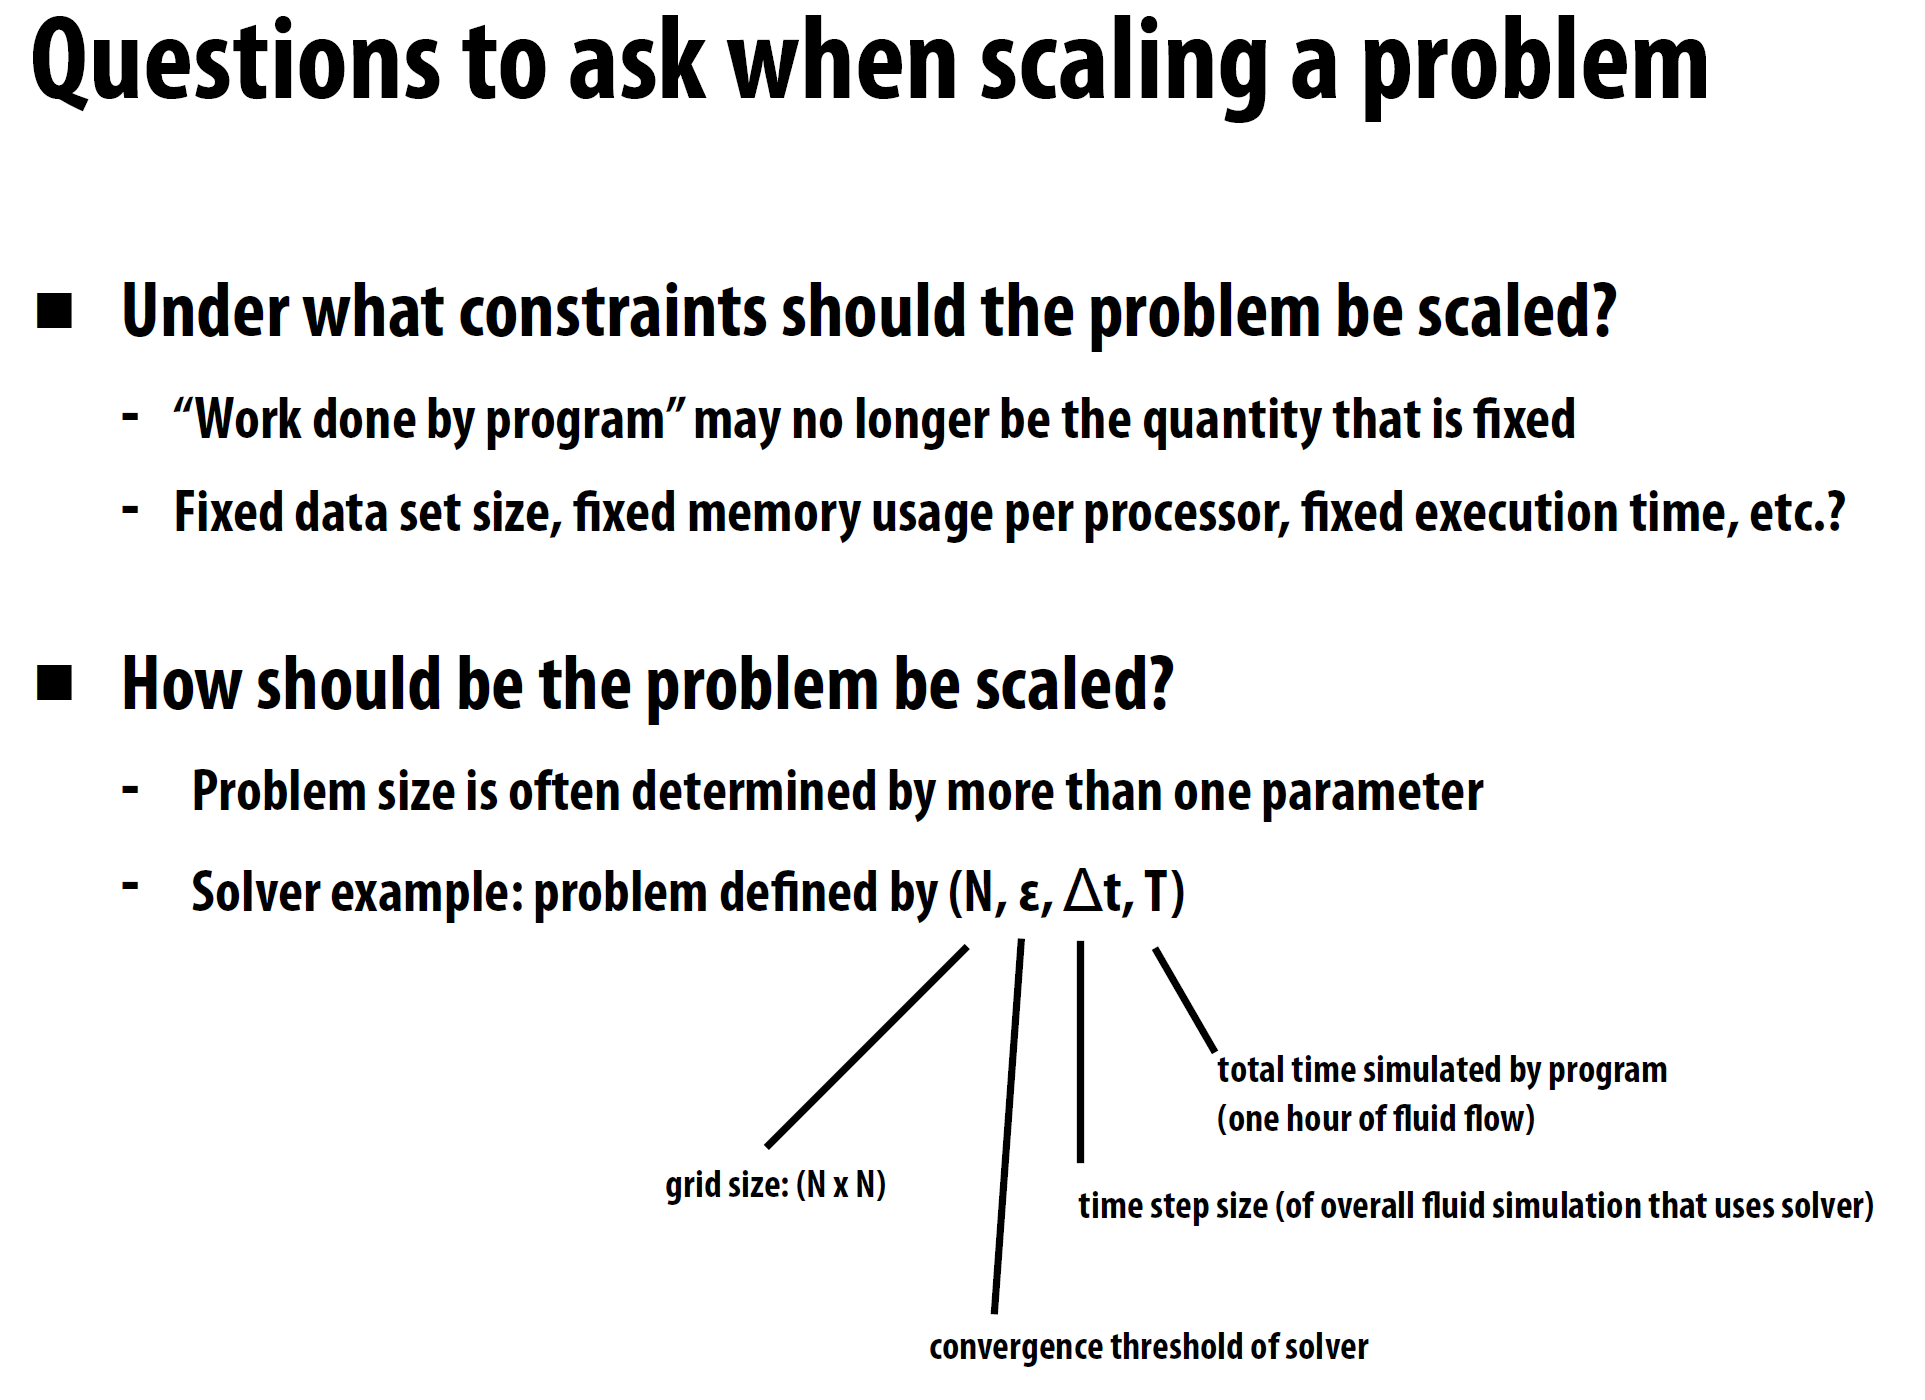 Questions to ask when scaling a problem
■ Under what constraints should the problem be scaled?
- “Work done by program” may no longer be the quantity that is fixed
- Fixed data set size, fixed memory usage per processor, fixed execution time, etc.?
■ How should be the problem be scaled?
- Problem size is often determined by more than one parameter
- Solver example: problem defined by (N, ε, Δt, T)
total time simulated by program
(one hour of fluid flow)
grid size: (N x N)
time step size (of overall fluid simulation that uses solver)
convergence threshold of solver